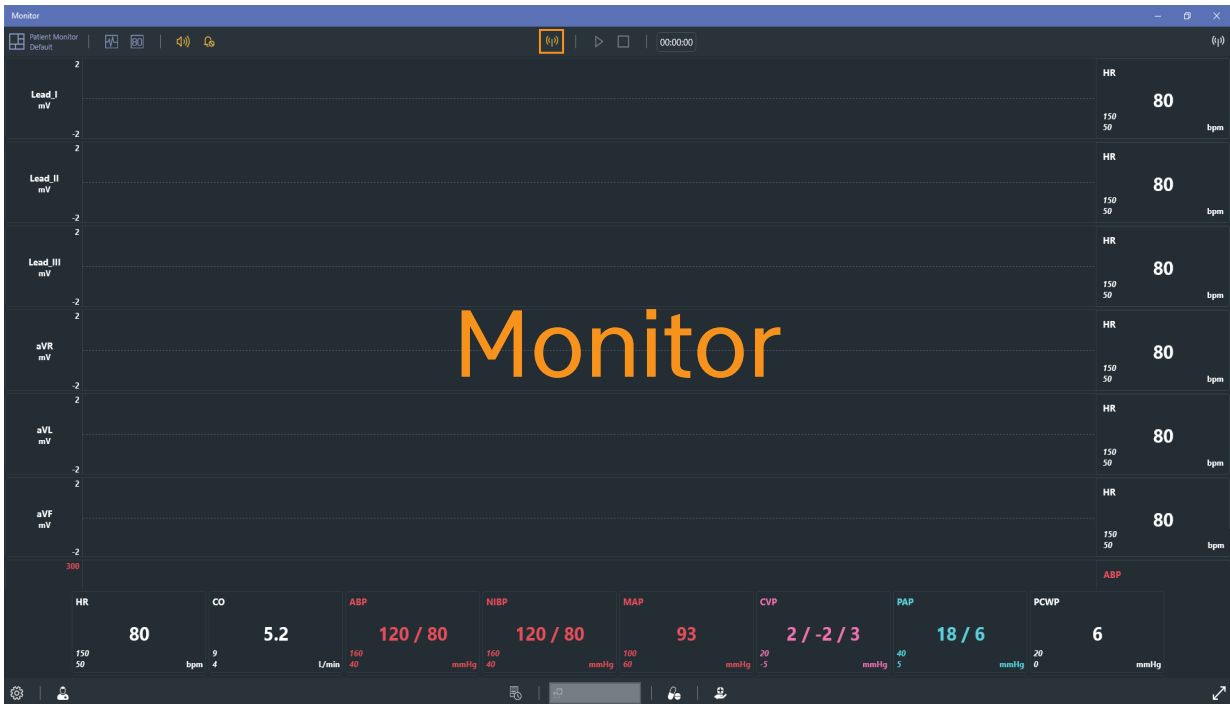 Monitor
Patient Monitor
Default
80
00:00:00
2
Lead_I
mV
-2
HR
80
150
50
bpm
2
Lead_II
mV
-2
HR
80
150
50
bpm
2
Lead_III
mV
-2
HR
80
150
50
bpm
2
aVR
mV
-2
HR
80
150
50
bpm
Monitor
2
aVL
mV
-2
HR
80
150
50
bpm
2
aVF
mV
-2
HR
80
150
50
bpm
300
ABP
HR
80
150
50
bpm
CO
5.2
9
4
L/min
ABP
120 / 80
160
40
mmHg
NIBP
120 / 80
160
40
mmHg
MAP
93
100
60
mmHg
CVP
2 / -2 / 3
20
-5
mmHg
PAP
18 / 6
40
5
mmHg
PCWP
6
20
0
mmHg